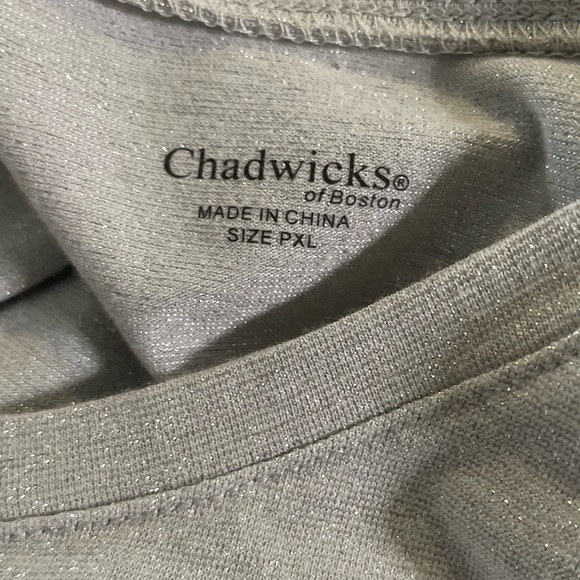 Chadwicks®
of Boston
MADE IN CHINA
SIZE PXL